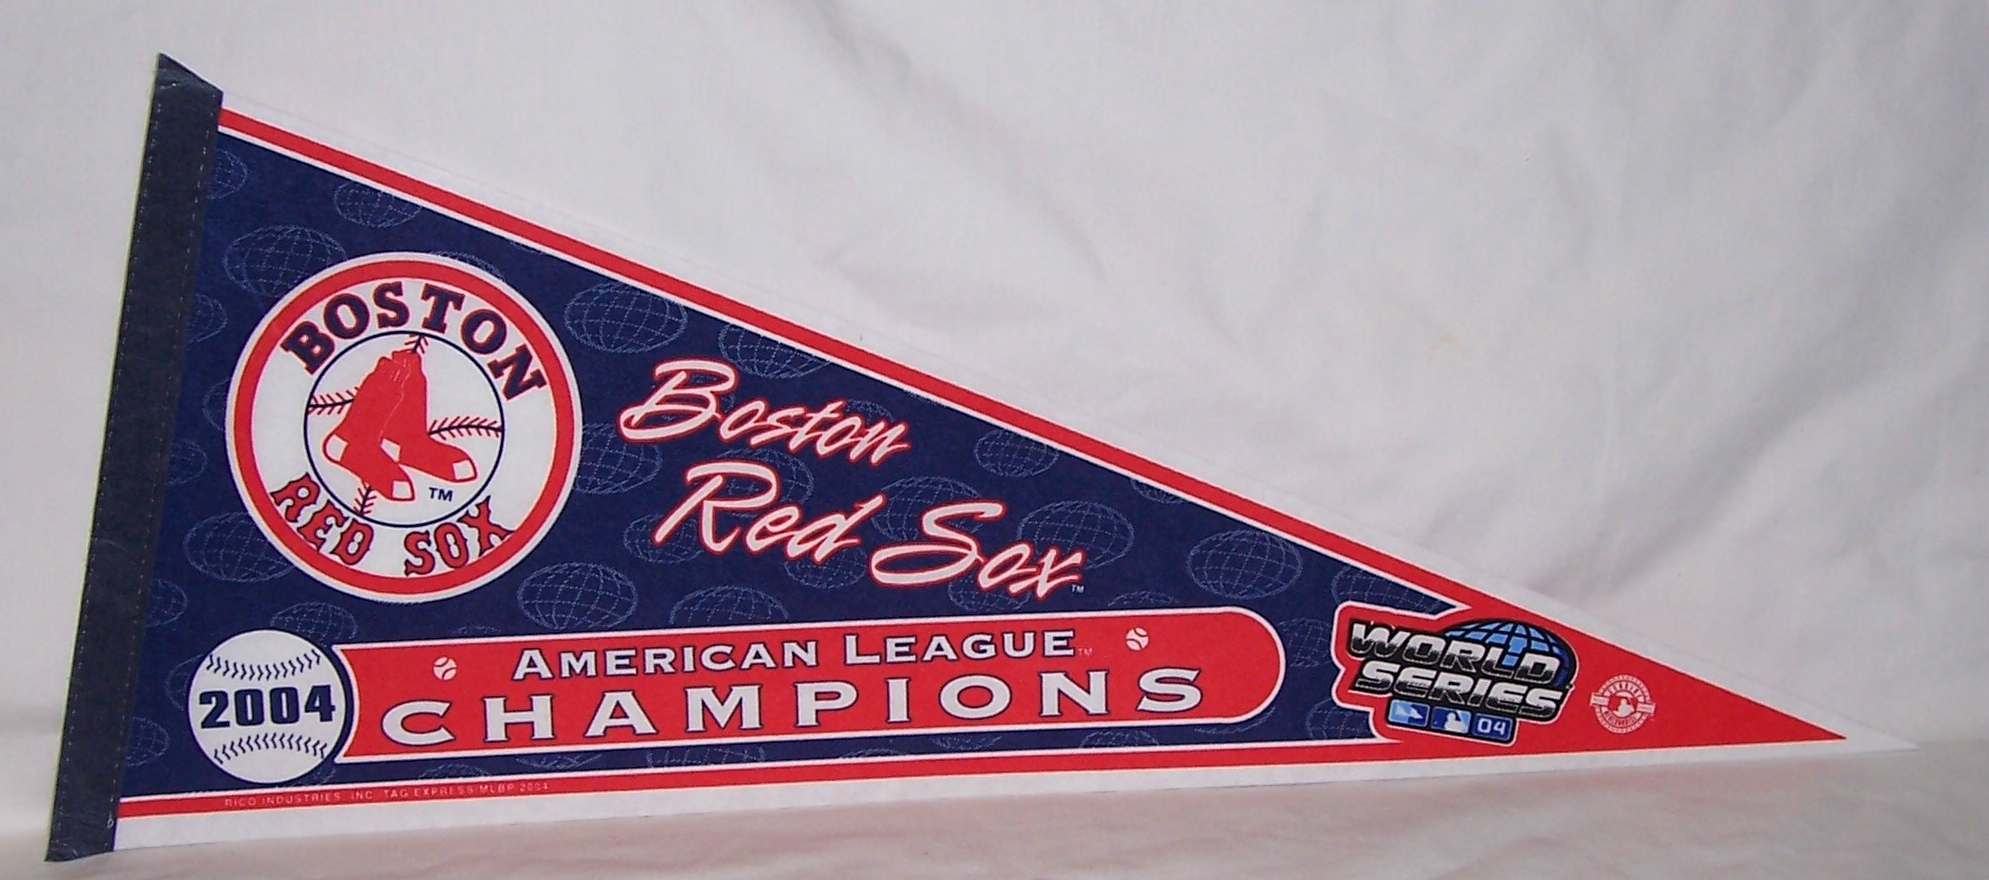 BOSTON
RED SOX
TM
Boston
Red Sox
TM
2004
AMERICAN LEAGUE
CHAMPIONS
WORLD
SERIES
04
RICO INDUSTRIES, INC. TAG EXPRESS/MLBP 2004